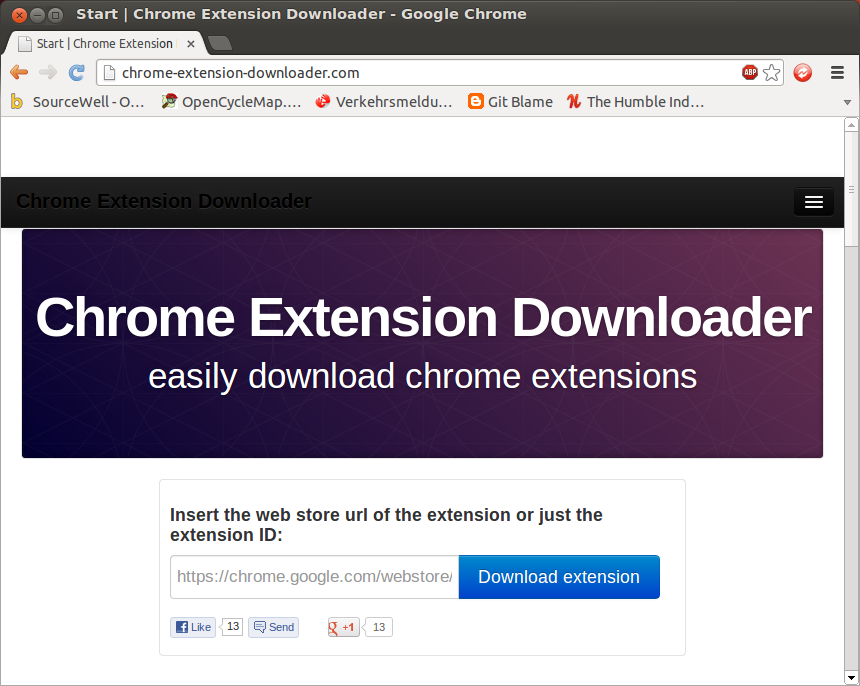 Start | Chrome Extension Downloader - Google Chrome
Start | Chrome Extension
chrome-extension-downloader.com
ABP
SourceWell - O... OpenCycleMap.... Verkehrsmeldu... Git Blame The Humble Ind...
Chrome Extension Downloader
Chrome Extension Downloader
easily download chrome extensions
Insert the web store url of the extension or just the
extension ID:
https://chrome.google.com/webstore/ Download extension
Like 13 Send +1 13